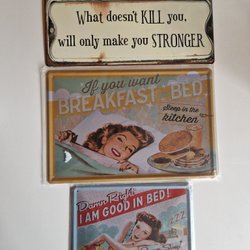 What doesn't KILL you,
will only make you STRONGER
If you want
BREAKFAST IN BED,
Sleep in the
kitchen
Damn Right:
I AM GOOD IN BED!